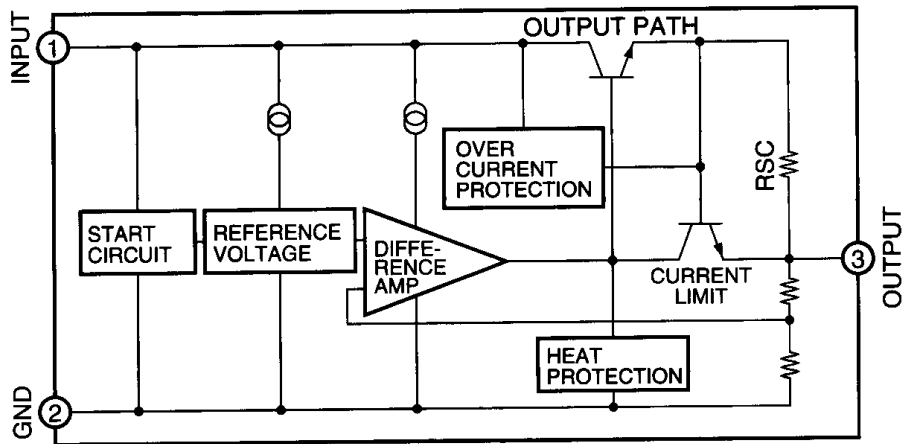 OUTPUT PATH
INPUT
1
OVER
CURRENT
PROTECTION
RSC
START
CIRCUIT
REFERENCE
VOLTAGE
DIFFE-
RENCE
AMP
CURRENT
LIMIT
3
OUTPUT
HEAT
PROTECTION
GND
2